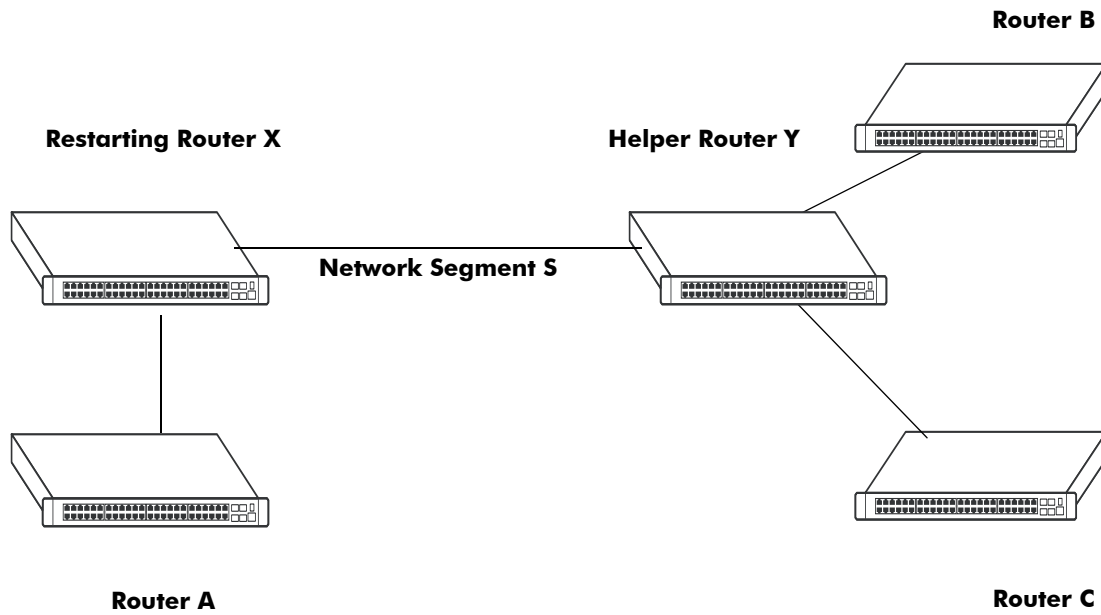 Router B
Restarting Router X
Helper Router Y
Network Segment S
Router A
Router C